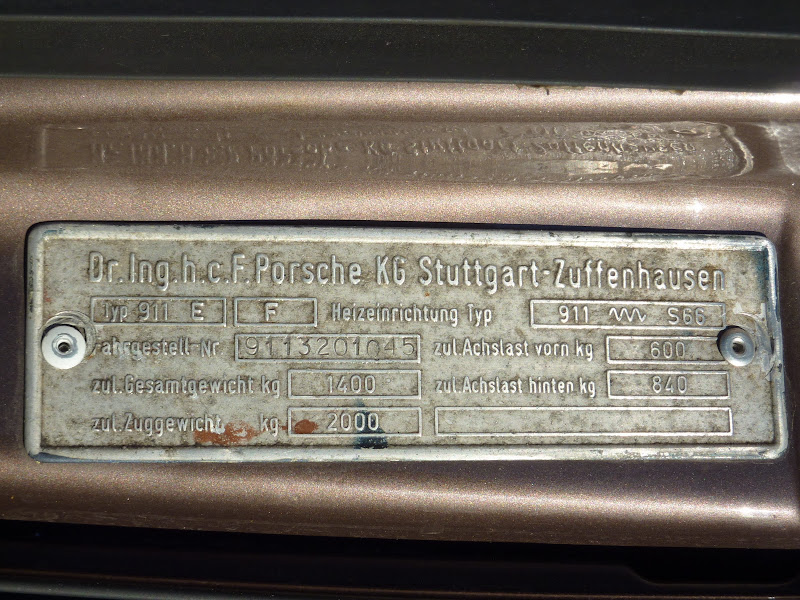 Dr.Ing.h.c.F.Porsche KG Stuttgart-Zuffenhausen
Typ 911 E F Heizeinrichtung Typ 911 S66
Fahrgestell-Nr. 9113201045 zul.Achslast vorn kg 600
zul.Gesamtgewicht kg 1400 zul.Achslast hinten kg 840
zul.Zuggewicht kg 2000